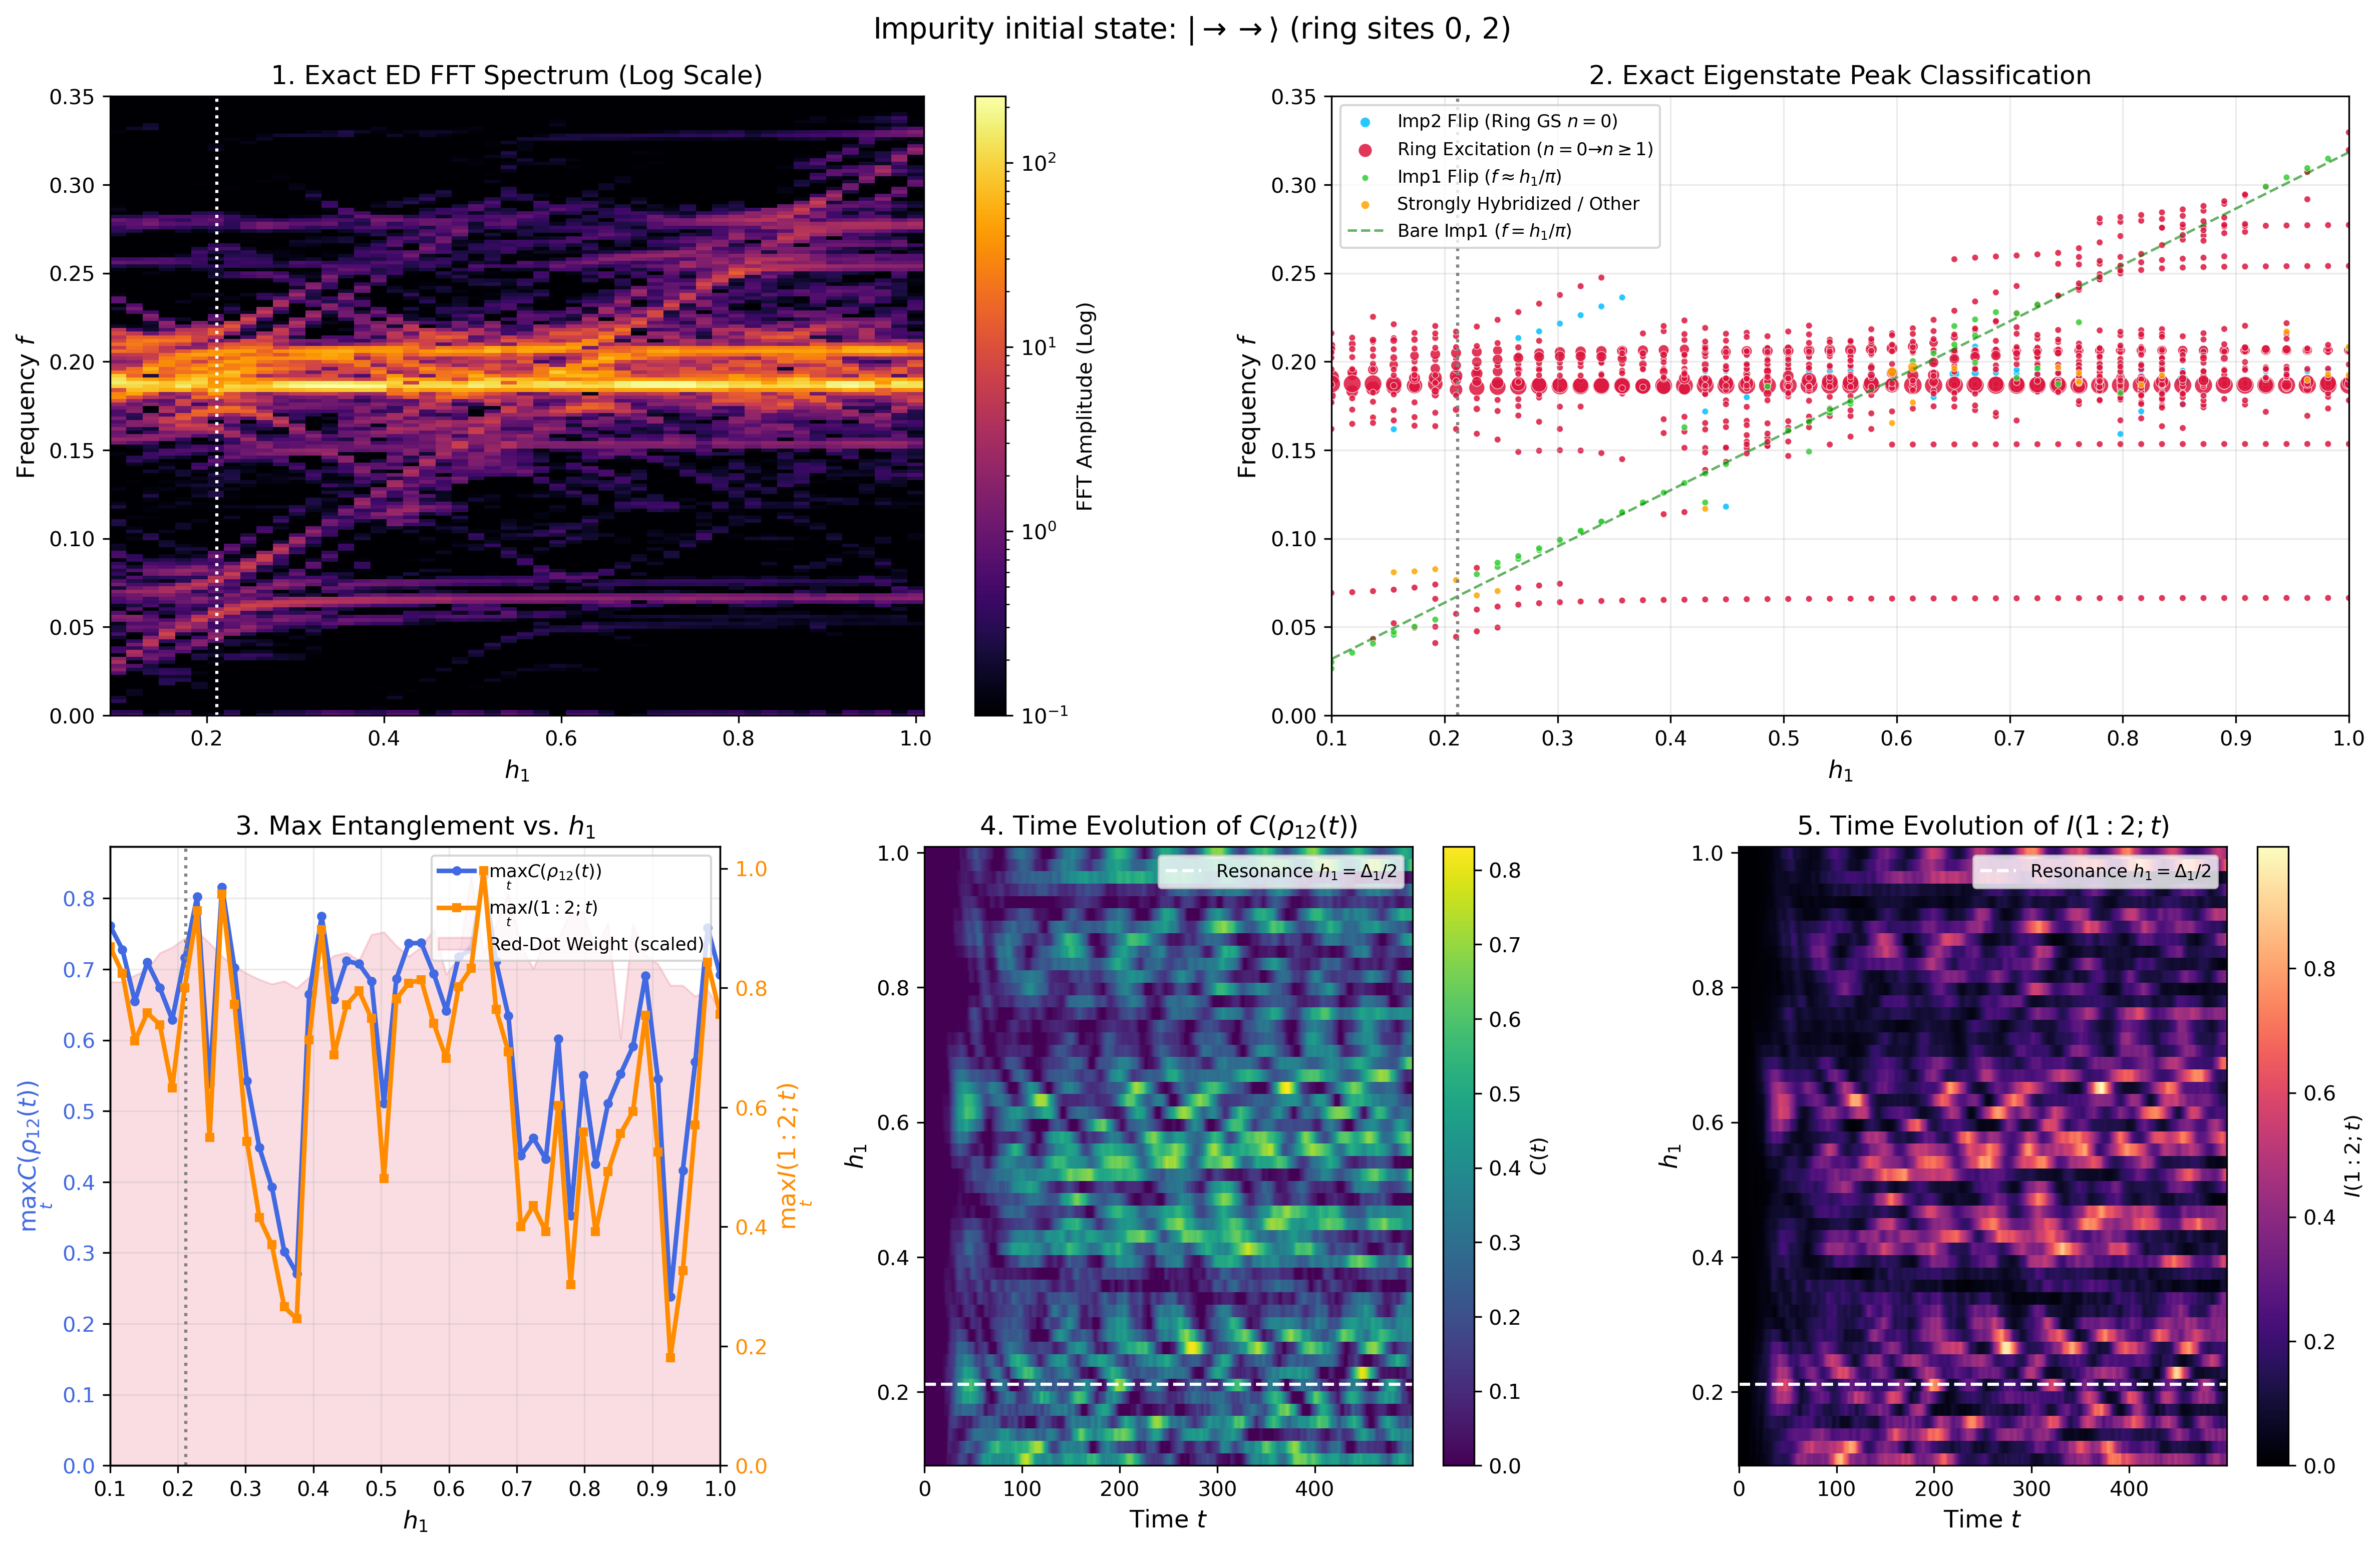 Impurity initial state: |→→⟩ (ring sites 0, 2)
1. Exact ED FFT Spectrum (Log Scale)
Frequency f
0.35
0.30
0.25
0.20
0.15
0.10
0.05
0.00
0.2 0.4 0.6 0.8 1.0
h₁
10²
10¹
10⁰
10⁻¹
FFT Amplitude (Log)
2. Exact Eigenstate Peak Classification
Imp2 Flip (Ring GS n = 0)
Ring Excitation (n = 0→n ≥ 1)
Imp1 Flip (f ≈ h₁/π)
Strongly Hybridized / Other
Bare Imp1 (f = h₁/π)
Frequency f
0.35
0.30
0.25
0.20
0.15
0.10
0.05
0.00
0.1 0.2 0.3 0.4 0.5 0.6 0.7 0.8 0.9 1.0
h₁
3. Max Entanglement vs. h₁
max C(ρ₁₂(t))
t
max I(1 : 2; t)
t
Red-Dot Weight (scaled)
max C(ρ₁₂(t))
t
0.8
0.7
0.6
0.5
0.4
0.3
0.2
0.1
0.0
0.1 0.2 0.3 0.4 0.5 0.6 0.7 0.8 0.9 1.0
h₁
1.0
0.8
0.6
0.4
0.2
0.0
max I(1 : 2; t)
t
4. Time Evolution of C(ρ₁₂(t))
Resonance h₁ = Δ₁/2
h₁
1.0
0.8
0.6
0.4
0.2
0 100 200 300 400
Time t
0.8
0.7
0.6
0.5
0.4
0.3
0.2
0.1
0.0
C(t)
5. Time Evolution of I(1 : 2; t)
Resonance h₁ = Δ₁/2
h₁
1.0
0.8
0.6
0.4
0.2
0 100 200 300 400
Time t
0.8
0.6
0.4
0.2
0.0
I(1 : 2; t)